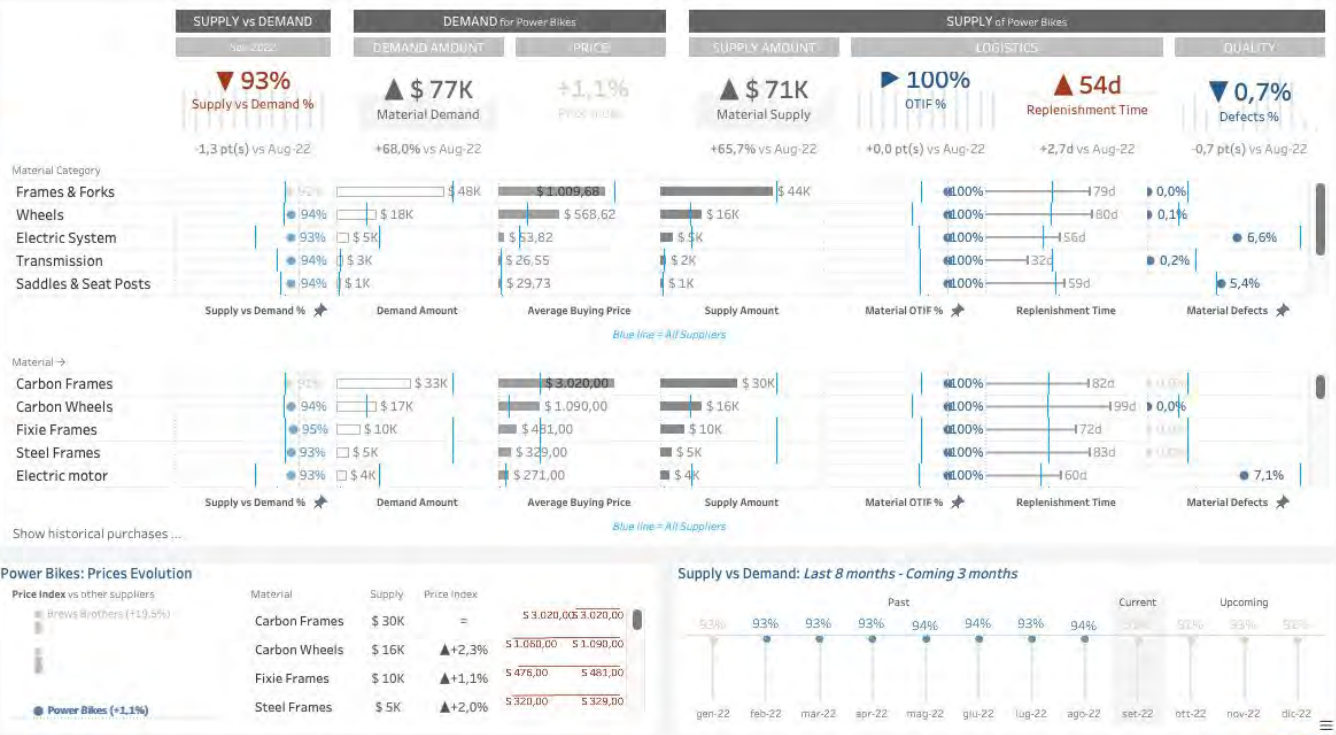 SUPPLY vs DEMAND DEMAND for Power Bikes SUPPLY of Power Bikes
DEMAND AMOUNT PRICE SUPPLY AMOUNT LOGISTICS QUALITY
▼ 93% ▲ $ 77K +1,1% ▲ $ 71K ▶ 100% ▲ 54d ▼ 0,7%
Supply vs Demand % Material Demand Material Supply OTIF % Replenishment Time Defects %
-1,3 pt(s) vs Aug-22 +68,0% vs Aug-22 +65,7% vs Aug-22 +0,0 pt(s) vs Aug-22 +2,7d vs Aug-22 -0,7 pt(s) vs Aug-22
Material Category
Frames & Forks 92% $ 48K $ 1.009,68 $ 44K 100% 79d 0,0%
Wheels 94% $ 18K $ 568,62 $ 16K 100% 80d 0,1%
Electric System 93% $ 5K $ 53,82 $ 5K 100% 56d 6,6%
Transmission 94% $ 3K $ 26,55 $ 2K 100% 32d 0,2%
Saddles & Seat Posts 94% $ 1K $ 29,73 $ 1K 100% 59d 5,4%
Supply vs Demand % Demand Amount Average Buying Price Supply Amount Material OTIF % Replenishment Time Material Defects
Blue line = All Suppliers
Material →
Carbon Frames 91% $ 33K $ 3.020,00 $ 30K 100% 82d 0,0%
Carbon Wheels 94% $ 17K $ 1.090,00 $ 16K 100% 99d 0,0%
Fixie Frames 95% $ 10K $ 481,00 $ 10K 100% 72d 0,0%
Steel Frames 93% $ 5K $ 329,00 $ 5K 100% 83d 0,0%
Electric motor 93% $ 4K $ 271,00 $ 4K 100% 60d 7,1%
Supply vs Demand % Demand Amount Average Buying Price Supply Amount Material OTIF % Replenishment Time Material Defects
Blue line = All Suppliers
Show historical purchases ...
Power Bikes: Prices Evolution
Price Index vs other suppliers Material Supply Price Index
Brews Brothers (+19,5%)
Carbon Frames $ 30K = $ 3.020,00 $ 3.020,00
Carbon Wheels $ 16K ▲+2,3% $ 1.060,00 $ 1.090,00
Fixie Frames $ 10K ▲+1,1% $ 476,00 $ 481,00
Steel Frames $ 5K ▲+2,0% $ 320,00 $ 329,00
Power Bikes (+1,1%)
Supply vs Demand: Last 8 months - Coming 3 months
Past Current Upcoming
93% 93% 93% 93% 94% 94% 93% 94% 92% 93% 92%
gen-22 feb-22 mar-22 apr-22 mag-22 giu-22 lug-22 ago-22 set-22 ott-22 nov-22 dic-22